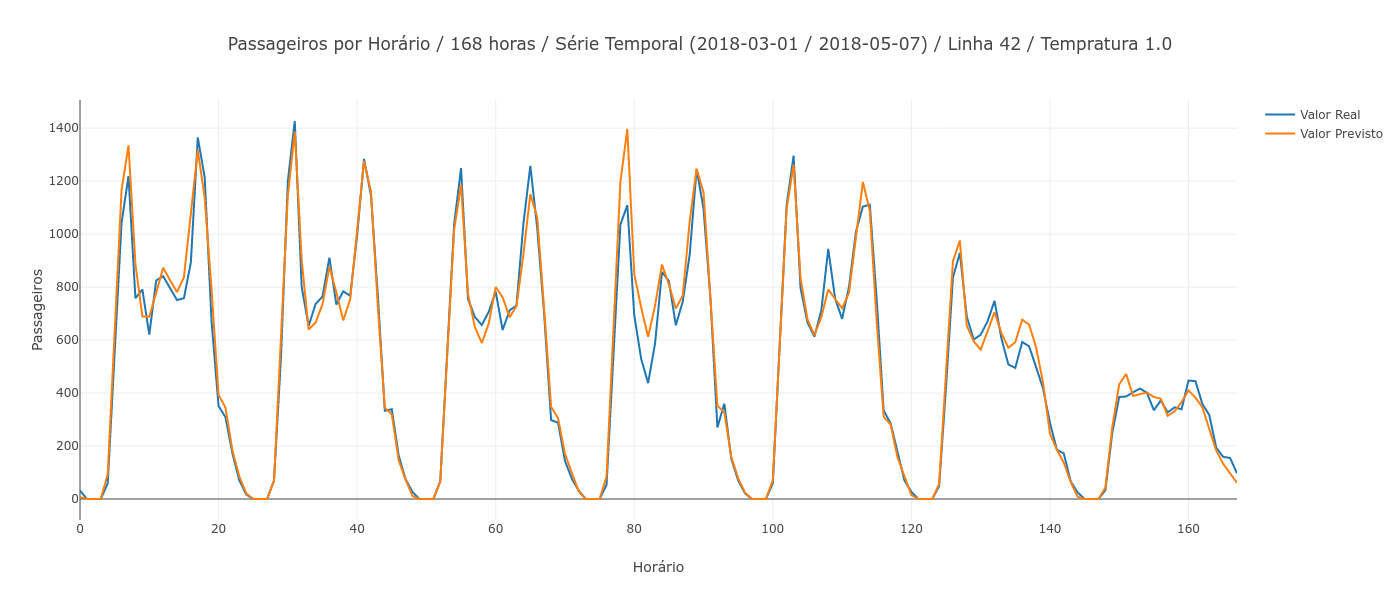 Passageiros por Horário / 168 horas / Série Temporal (2018-03-01 / 2018-05-07) / Linha 42 / Tempratura 1.0
Valor Real
Valor Previsto
1400
1200
1000
800
600
400
200
0
Passageiros
0 20 40 60 80 100 120 140 160
Horário